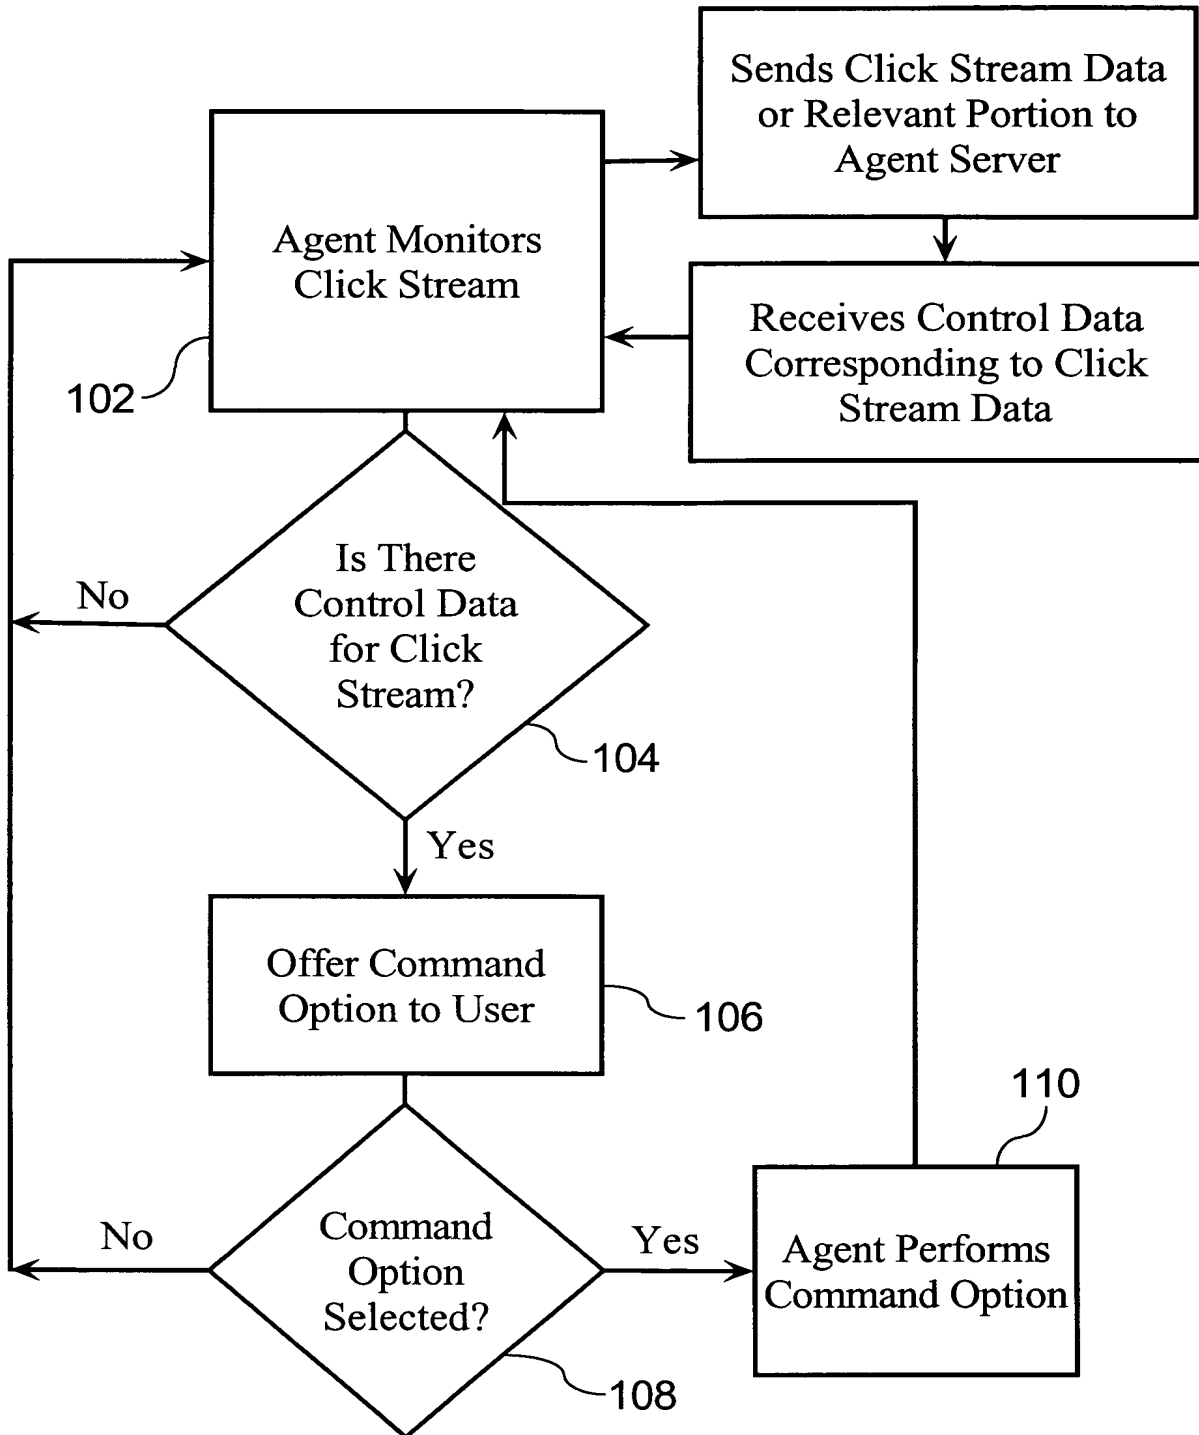 Sends Click Stream Data
or Relevant Portion to
Agent Server
Agent Monitors
Click Stream
Receives Control Data
Corresponding to Click
Stream Data
102
Is There
Control Data
for Click
Stream?
No
104
Yes
Offer Command
Option to User
106
110
Command
Option
Selected?
No
Yes
Agent Performs
Command Option
108